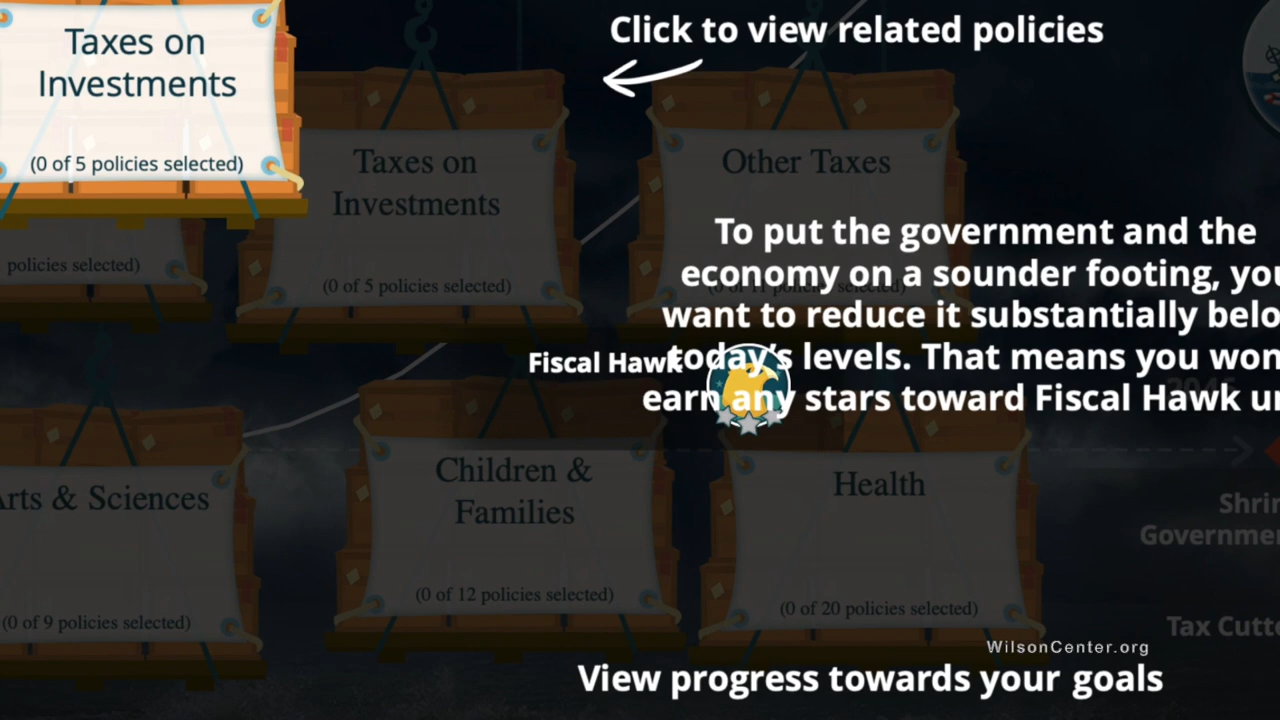 Click to view related policies
Taxes on
Investments
(0 of 5 policies selected)
Taxes on
Investments
(0 of 5 policies selected)
Other Taxes
policies selected)
To put the government and the
economy on a sounder footing, you
want to reduce it substantially belo
today's levels. That means you won
earn any stars toward Fiscal Hawk un
Fiscal Hawk
Arts & Sciences
(0 of 9 policies selected)
Children &
Families
(0 of 12 policies selected)
Health
(0 of 20 policies selected)
Shrin
Governmen
Tax Cutte
WilsonCenter.org
View progress towards your goals